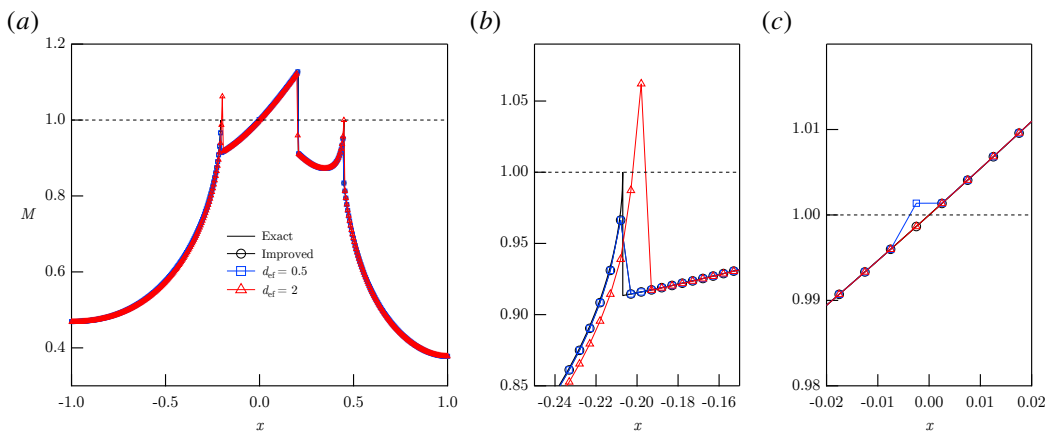 (a)
(b)
(c)
1.2
1.0
0.8
0.6
0.4
M
Exact
Improved
d_ef = 0.5
d_ef = 2
-1.0 -0.5 0.0 0.5 1.0
x
1.05
1.00
0.95
0.90
0.85
-0.24 -0.22 -0.20 -0.18 -0.16
x
1.01
1.00
0.99
0.98
-0.02 -0.01 0.00 0.01 0.02
x